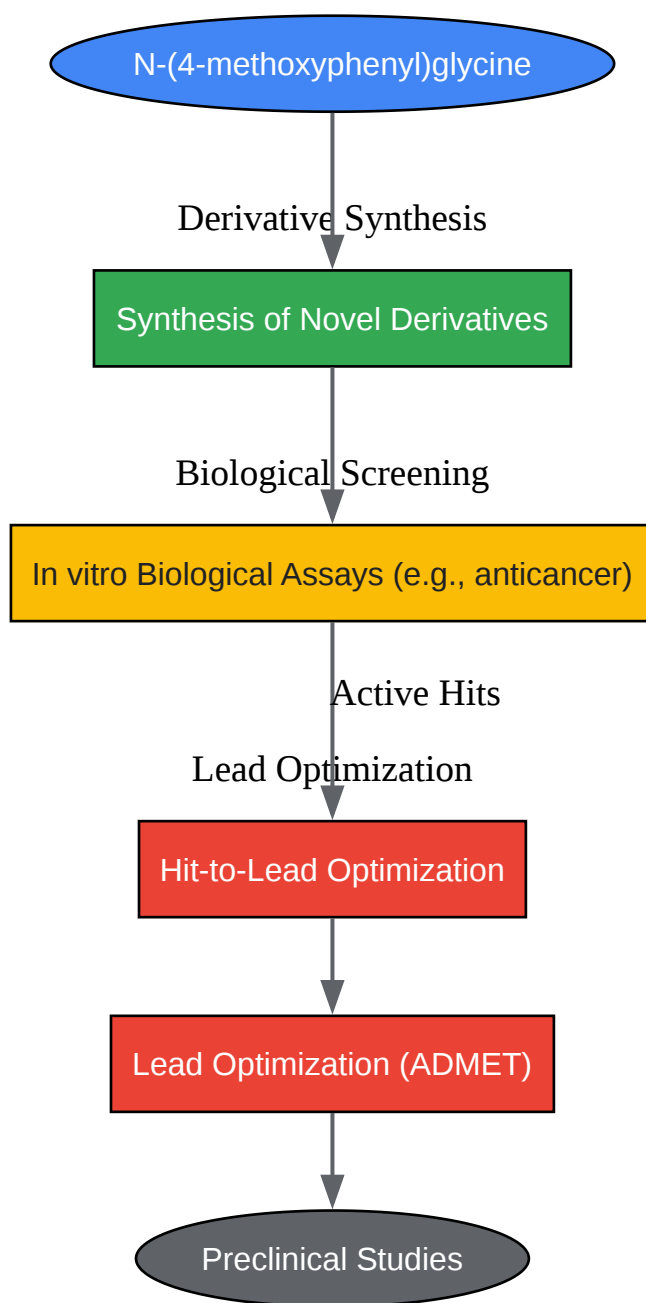 N-(4-methoxyphenyl)glycine
Derivative Synthesis
Synthesis of Novel Derivatives
Biological Screening
In vitro Biological Assays (e.g., anticancer)
Active Hits
Lead Optimization
Hit-to-Lead Optimization
Lead Optimization (ADMET)
Preclinical Studies